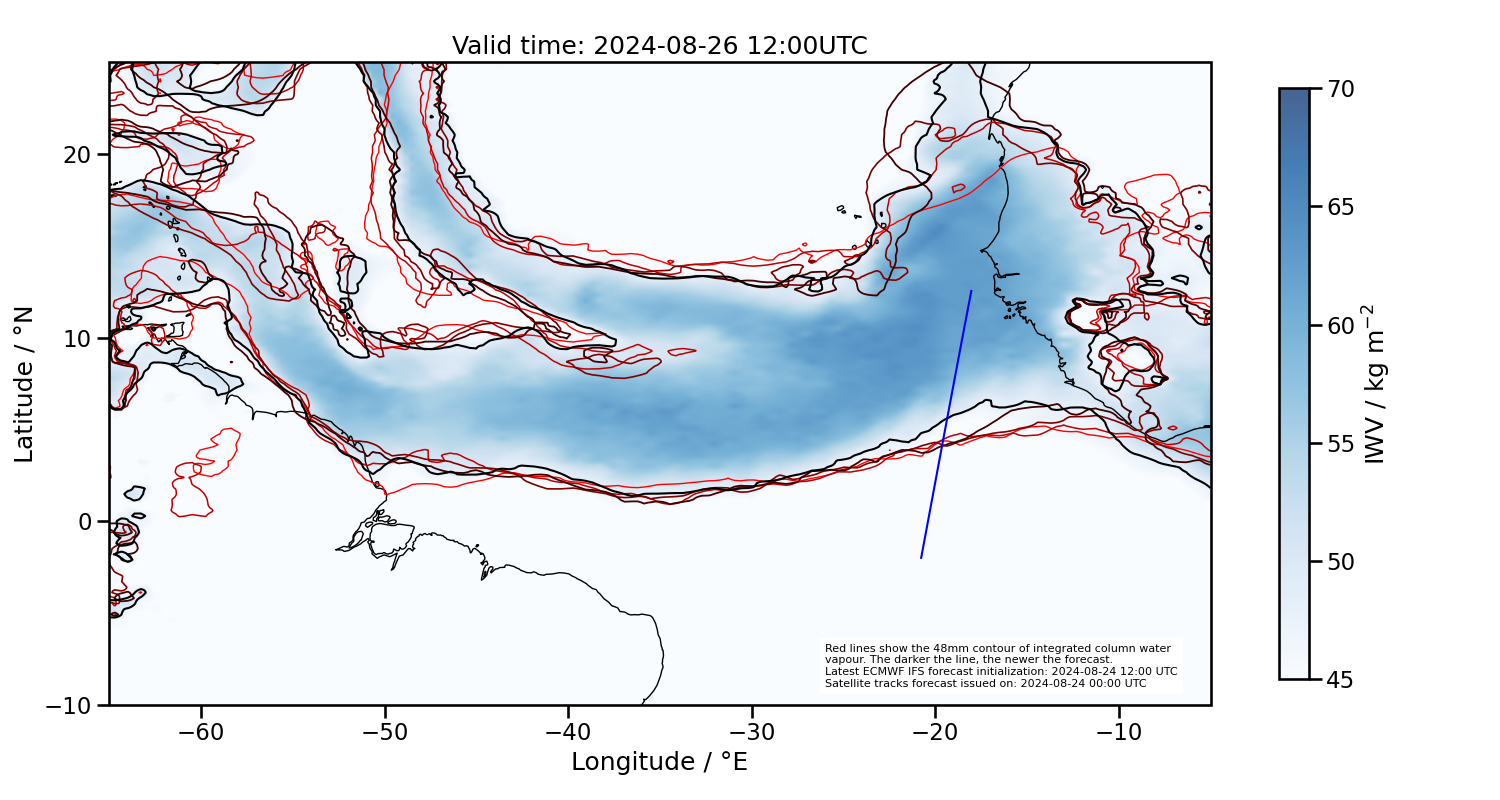 Valid time: 2024-08-26 12:00UTC
20
10
0
−10
Latitude / °N
−60
−50
−40
−30
−20
−10
Longitude / °E
70
65
60
55
50
45
IWV / kg m⁻²
Red lines show the 48mm contour of integrated column water
vapour. The darker the line, the newer the forecast.
Latest ECMWF IFS forecast initialization: 2024-08-24 12:00 UTC
Satellite tracks forecast issued on: 2024-08-24 00:00 UTC